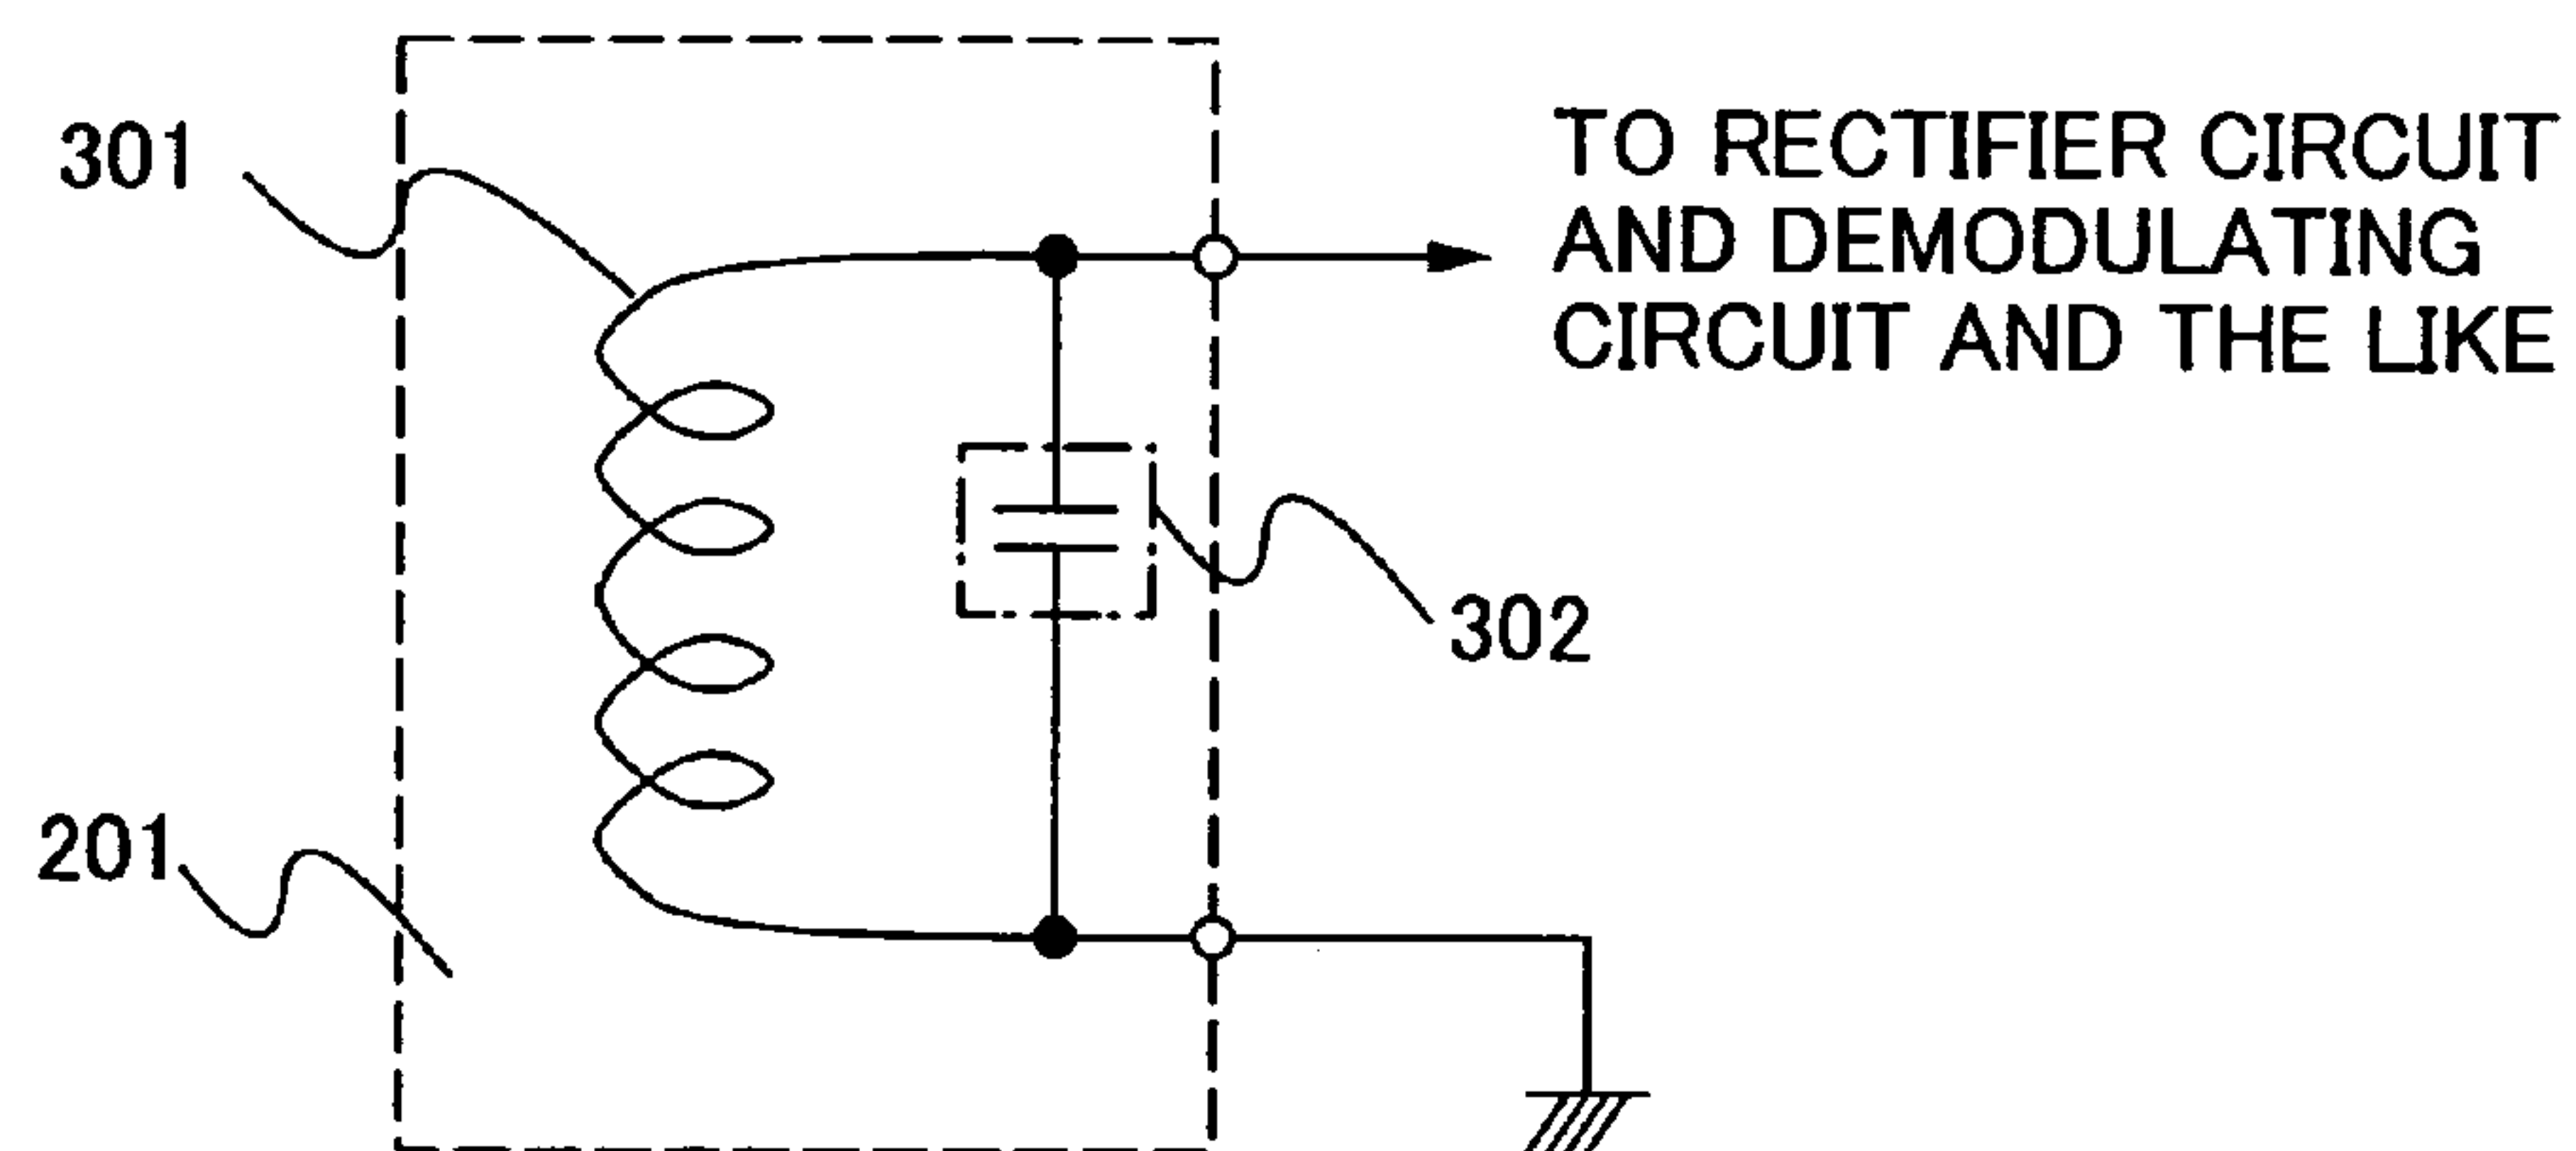 301
TO RECTIFIER CIRCUIT
AND DEMODULATING
CIRCUIT AND THE LIKE
302
201